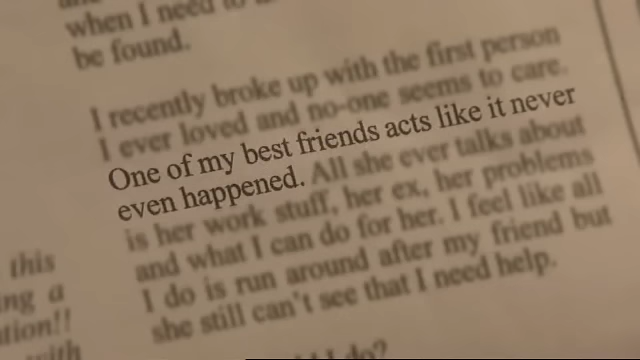 when I need to
be found.
I recently broke up with the first person
I ever loved and no-one seems to care.
One of my best friends acts like it never
even happened. All she ever talks about
is her work stuff, her ex, her problems
and what I can do for her. I feel like all
I do is run around after my friend but
she still can't see that I need help.
this
a
with
I do?